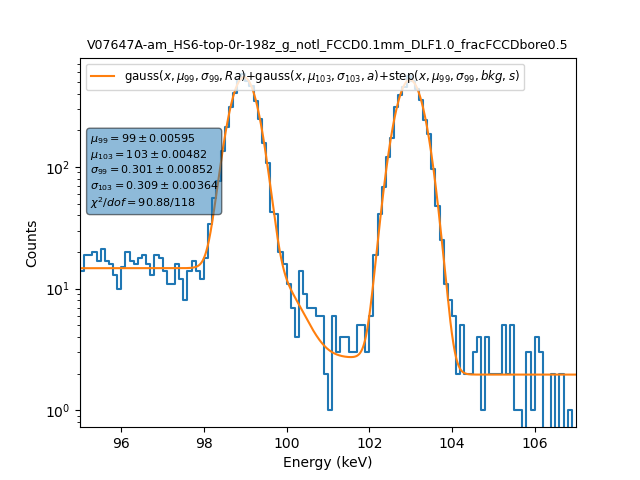 V07647A-am_HS6-top-0r-198z_g_notl_FCCD0.1mm_DLF1.0_fracFCCDbore0.5
gauss(x, μ₉₉, σ₉₉, Ra)+gauss(x, μ₁₀₃, σ₁₀₃, a)+step(x, μ₉₉, σ₉₉, bkg, s)
μ₉₉ = 99 ± 0.00595
μ₁₀₃ = 103 ± 0.00482
σ₉₉ = 0.301 ± 0.00852
σ₁₀₃ = 0.309 ± 0.00364
χ²/dof = 90.88/118
Counts
10²
10¹
10⁰
96 98 100 102 104 106
Energy (keV)